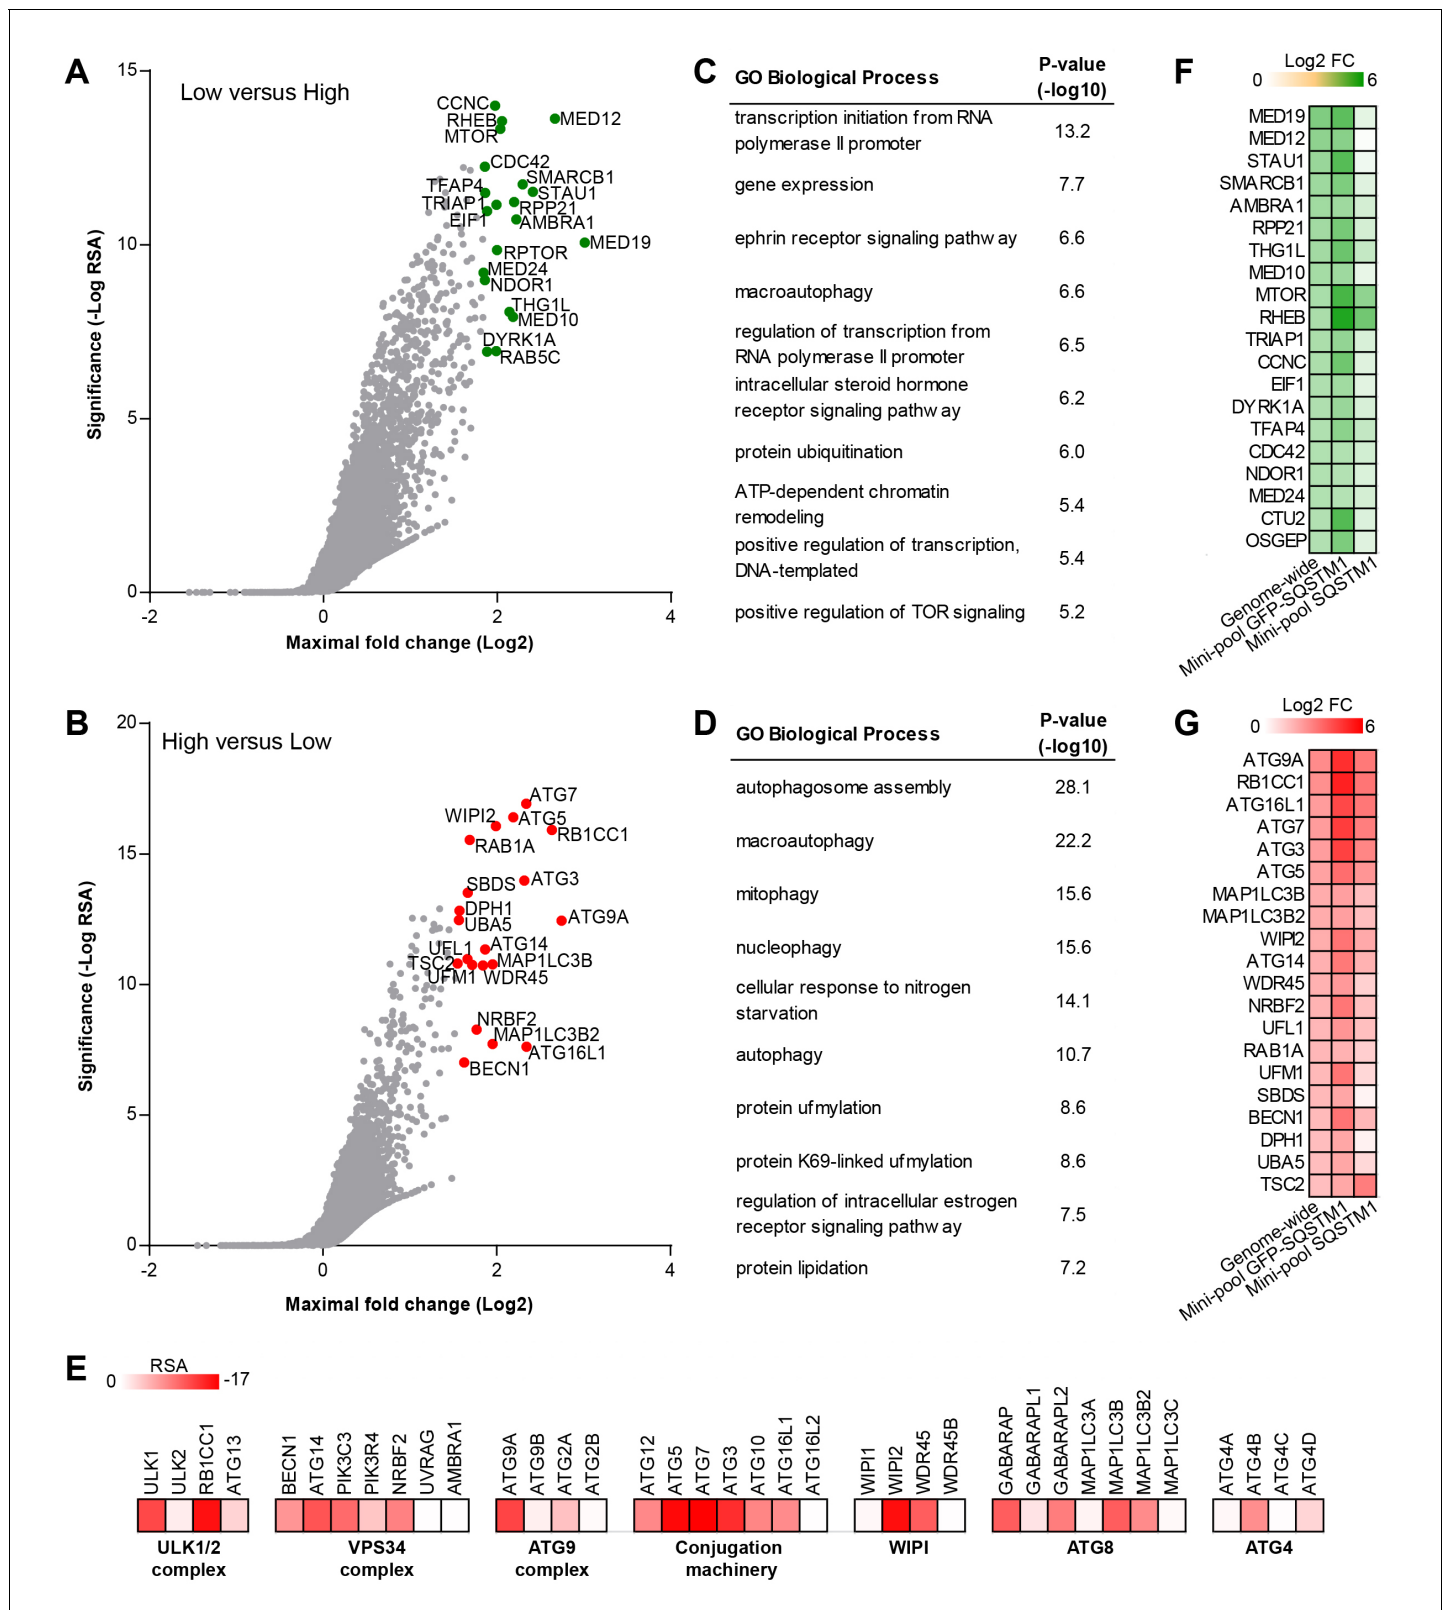 A
Low versus High
15
10
5
0
-2
0
2
4
Significance (-Log RSA)
Maximal fold change (Log2)
CCNC
RHEB
MTOR
MED12
CDC42
SMARCB1
TFAP4
STAU1
TRIAP1
RPP21
EIF1
AMBRA1
MED19
RPTOR
MED24
NDOR1
THG1L
MED10
DYRK1A
RAB5C
C
GO Biological Process
P-value
(-log10)
transcription initiation from RNA
polymerase II promoter
13.2
gene expression
7.7
ephrin receptor signaling pathway
6.6
macroautophagy
6.6
regulation of transcription from
RNA polymerase II promoter
6.5
intracellular steroid hormone
receptor signaling pathway
6.2
protein ubiquitination
6.0
ATP-dependent chromatin
remodeling
5.4
positive regulation of transcription,
DNA-templated
5.4
positive regulation of TOR signaling
5.2
F
Log2 FC
0
6
MED19
MED12
STAU1
SMARCB1
AMBRA1
RPP21
THG1L
MED10
MTOR
RHEB
TRIAP1
CCNC
EIF1
DYRK1A
TFAP4
CDC42
NDOR1
MED24
CTU2
OSGEP
Genome-wide
Mini-pool GFP-SQSTM1
Mini-pool SQSTM1
B
High versus Low
20
15
10
5
0
-2
0
2
4
Significance (-Log RSA)
Maximal fold change (Log2)
ATG7
WIPI2
ATG5
RB1CC1
RAB1A
SBDS
ATG3
DPH1
UBA5
ATG9A
UFL1
ATG14
TSC2
MAP1LC3B
UFM1
WDR45
NRBF2
MAP1LC3B2
ATG16L1
BECN1
D
GO Biological Process
P-value
(-log10)
autophagosome assembly
28.1
macroautophagy
22.2
mitophagy
15.6
nucleophagy
15.6
cellular response to nitrogen
starvation
14.1
autophagy
10.7
protein ufmylation
8.6
protein K69-linked ufmylation
8.6
regulation of intracellular estrogen
receptor signaling pathway
7.5
protein lipidation
7.2
G
Log2 FC
0
6
ATG9A
RB1CC1
ATG16L1
ATG7
ATG3
ATG5
MAP1LC3B
MAP1LC3B2
WIPI2
ATG14
WDR45
NRBF2
UFL1
RAB1A
UFM1
SBDS
BECN1
DPH1
UBA5
TSC2
Genome-wide
Mini-pool GFP-SQSTM1
Mini-pool SQSTM1
E
RSA
0
-17
ULK1
ULK2
RB1CC1
ATG13
ULK1/2
complex
BECN1
ATG14
PIK3C3
PIK3R4
NRBF2
UVRAG
AMBRA1
VPS34
complex
ATG9A
ATG9B
ATG2A
ATG2B
ATG9
complex
ATG12
ATG5
ATG7
ATG3
ATG10
ATG16L1
ATG16L2
Conjugation
machinery
WIPI1
WIPI2
WDR45
WDR45B
WIPI
GABARAP
GABARAPL1
GABARAPL2
MAP1LC3A
MAP1LC3B
MAP1LC3B2
MAP1LC3C
ATG8
ATG4A
ATG4B
ATG4C
ATG4D
ATG4